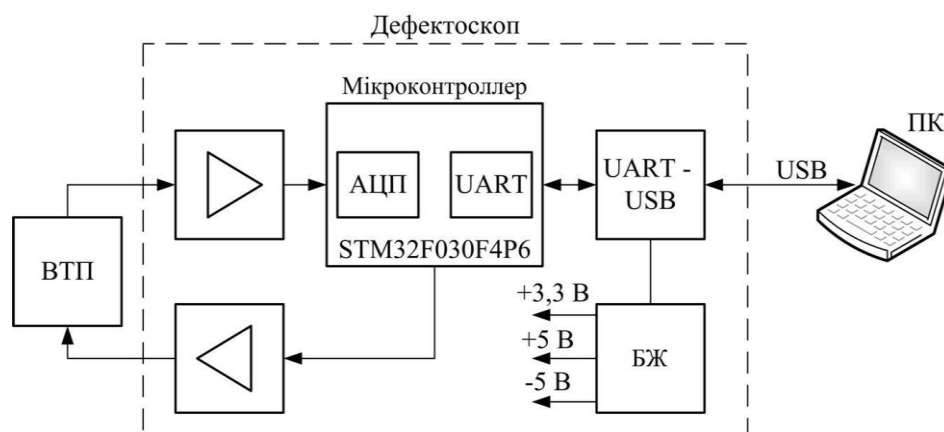 Дефектоскоп
Мікроконтроллер
ПК
АЦП
UART
UART -
USB
USB
STM32F030F4P6
ВТП
+3,3 В
+5 В
-5 В
БЖ